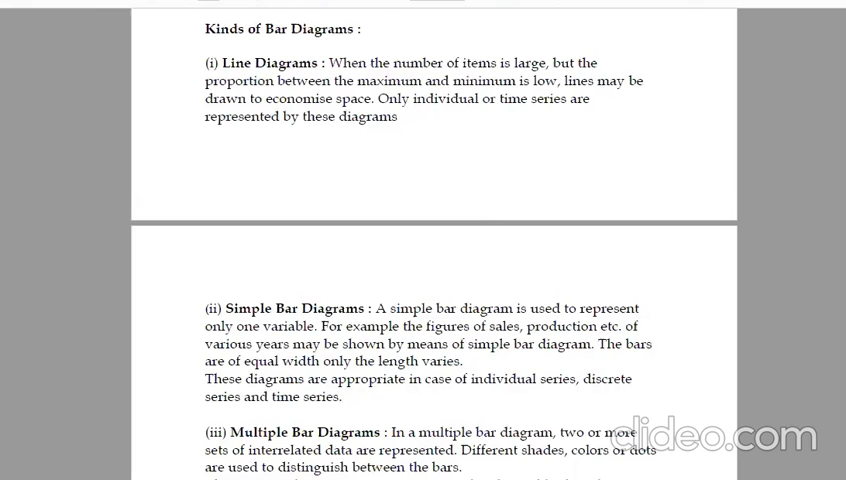 Kinds of Bar Diagrams :
(i) Line Diagrams : When the number of items is large, but the
proportion between the maximum and minimum is low, lines may be
drawn to economise space. Only individual or time series are
represented by these diagrams
(ii) Simple Bar Diagrams : A simple bar diagram is used to represent
only one variable. For example the figures of sales, production etc. of
various years may be shown by means of simple bar diagram. The bars
are of equal width only the length varies.
These diagrams are appropriate in case of individual series, discrete
series and time series.
(iii) Multiple Bar Diagrams : In a multiple bar diagram, two or more
sets of interrelated data are represented. Different shades, colors or dots
are used to distinguish between the bars.
clideo.com